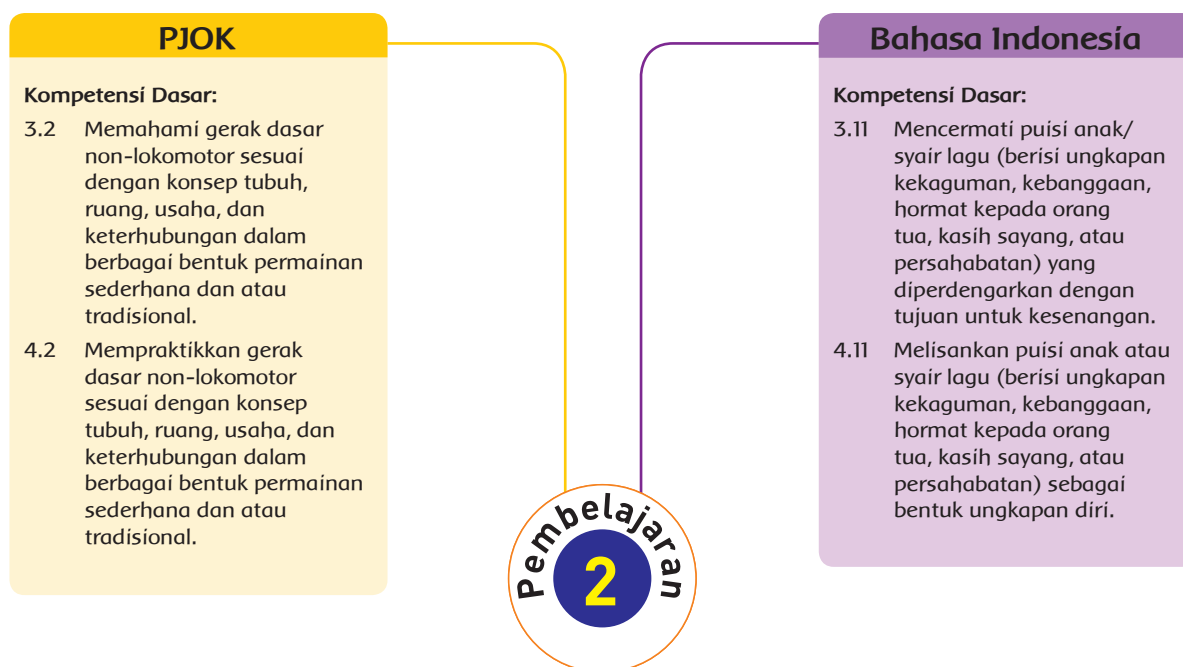 PJOK
Kompetensi Dasar:
3.2 Memahami gerak dasar
non-lokomotor sesuai
dengan konsep tubuh,
ruang, usaha, dan
keterhubungan dalam
berbagai bentuk permainan
sederhana dan atau
tradisional.
4.2 Mempraktikkan gerak
dasar non-lokomotor
sesuai dengan konsep
tubuh, ruang, usaha, dan
keterhubungan dalam
berbagai bentuk permainan
sederhana dan atau
tradisional.
Bahasa Indonesia
Kompetensi Dasar:
3.11 Mencermati puisi anak/
syair lagu (berisi ungkapan
kekaguman, kebanggaan,
hormat kepada orang
tua, kasih sayang, atau
persahabatan) yang
diperdengarkan dengan
tujuan untuk kesenangan.
4.11 Melisankan puisi anak atau
syair lagu (berisi ungkapan
kekaguman, kebanggaan,
hormat kepada orang
tua, kasih sayang, atau
persahabatan) sebagai
bentuk ungkapan diri.
Pembelajaran
2